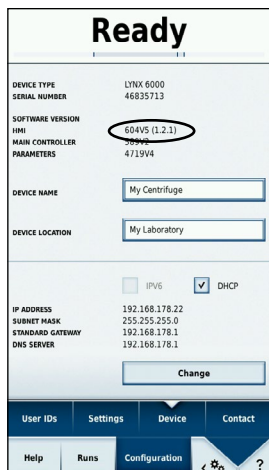 Ready
DEVICE TYPE LYNX 6000
SERIAL NUMBER 46835713
SOFTWARE VERSION
HMI 604V5 (1.2.1)
MAIN CONTROLLER 389V2
PARAMETERS 4719V4
DEVICE NAME My Centrifuge
DEVICE LOCATION My Laboratory
IPV6 DHCP
IP ADDRESS 192.168.178.22
SUBNET MASK 255.255.255.0
STANDARD GATEWAY 192.168.178.1
DNS SERVER 192.168.178.1
Change
User IDs Settings Device Contact
Help Runs Configuration ?